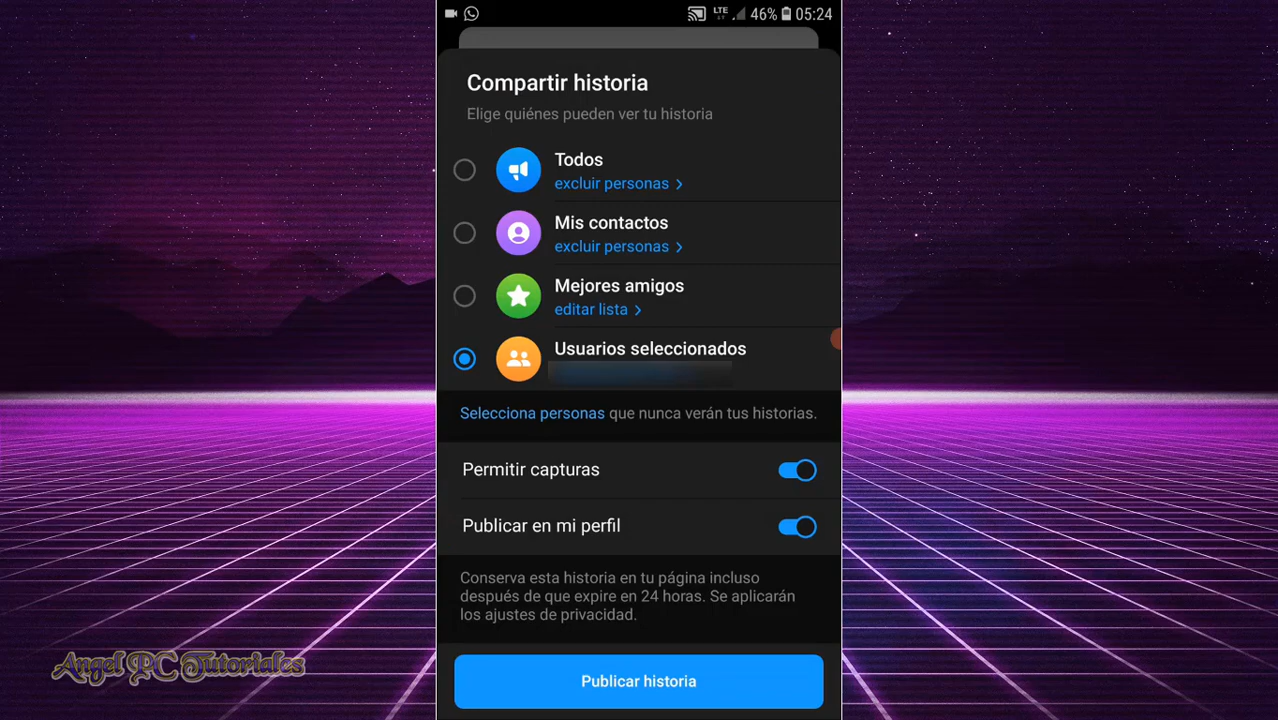 LTE 46% 05:24
Compartir historia
Elige quiénes pueden ver tu historia
Todos
excluir personas >
Mis contactos
excluir personas >
Mejores amigos
editar lista >
Usuarios seleccionados
Selecciona personas que nunca verán tus historias.
Permitir capturas
Publicar en mi perfil
Conserva esta historia en tu página incluso
después de que expire en 24 horas. Se aplicarán
los ajustes de privacidad.
Publicar historia
Angel PC Tutoriales